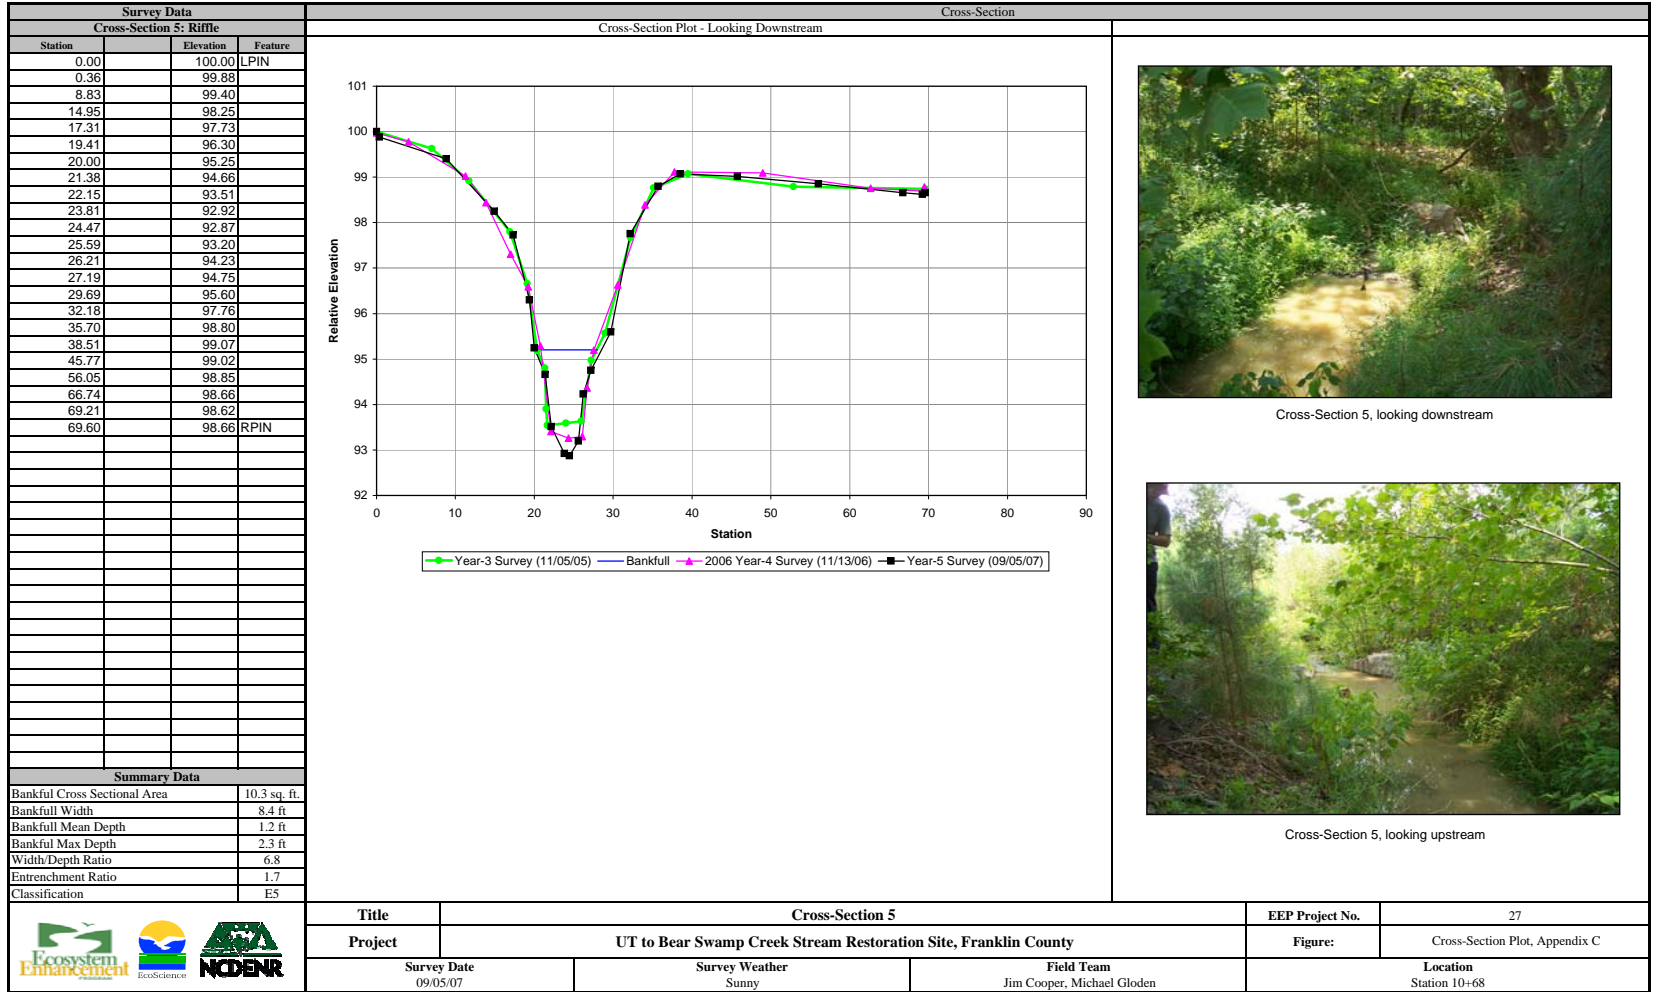 Survey Data
Cross-Section
Cross-Section 5: Riffle
Cross-Section Plot - Looking Downstream
Station Elevation Feature
0.00 100.00 LPIN
0.36 99.88
8.83 99.40
14.95 98.25
17.31 97.73
19.41 96.30
20.00 95.25
21.38 94.66
22.15 93.51
23.81 92.92
24.47 92.87
25.59 93.20
26.21 94.23
27.19 94.75
29.69 95.60
32.18 97.76
35.70 98.80
38.51 99.07
45.77 99.02
56.05 98.85
66.74 98.66
69.21 98.62
69.60 98.66 RPIN
Summary Data
Bankful Cross Sectional Area 10.3 sq. ft.
Bankfull Width 8.4 ft
Bankfull Mean Depth 1.2 ft
Bankful Max Depth 2.3 ft
Width/Depth Ratio 6.8
Entrenchment Ratio 1.7
Classification E5
101
100
99
98
97
96
95
94
93
92
Relative Elevation
0 10 20 30 40 50 60 70 80 90
Station
Year-3 Survey (11/05/05) Bankfull 2006 Year-4 Survey (11/13/06) Year-5 Survey (09/05/07)
Cross-Section 5, looking downstream
Cross-Section 5, looking upstream
Ecosystem
Enhancement
PROGRAM
EcoScience
NCDENR
Title Cross-Section 5 EEP Project No. 27
Project UT to Bear Swamp Creek Stream Restoration Site, Franklin County Figure: Cross-Section Plot, Appendix C
Survey Date Survey Weather Field Team Location
09/05/07 Sunny Jim Cooper, Michael Gloden Station 10+68